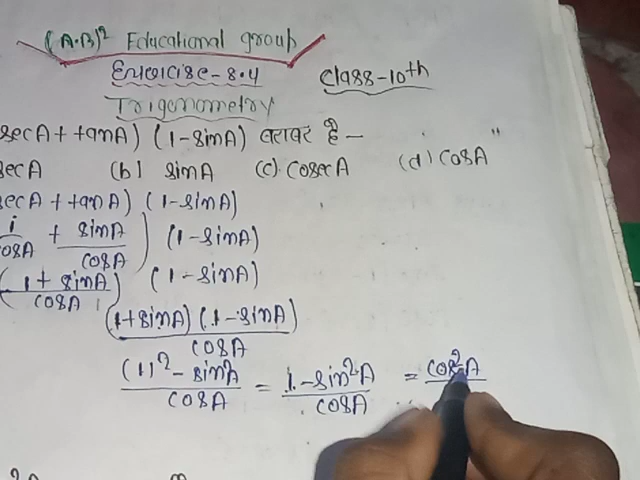 (A.B)² Educational group
Exercise-8.4 Class-10th
Trigonometry
secA + tanA) (1-sinA) बराबर है -
secA (b) sinA (c) cosecA (d) cosA
secA + tanA) (1-sinA)
1/cosA + sinA/cosA) (1-sinA)
(1+sinA/cosA) (1-sinA)
(1+sinA) (1-sinA)/cosA
(1)²-sin²A/cosA = 1-sin²A/cosA = cos²A